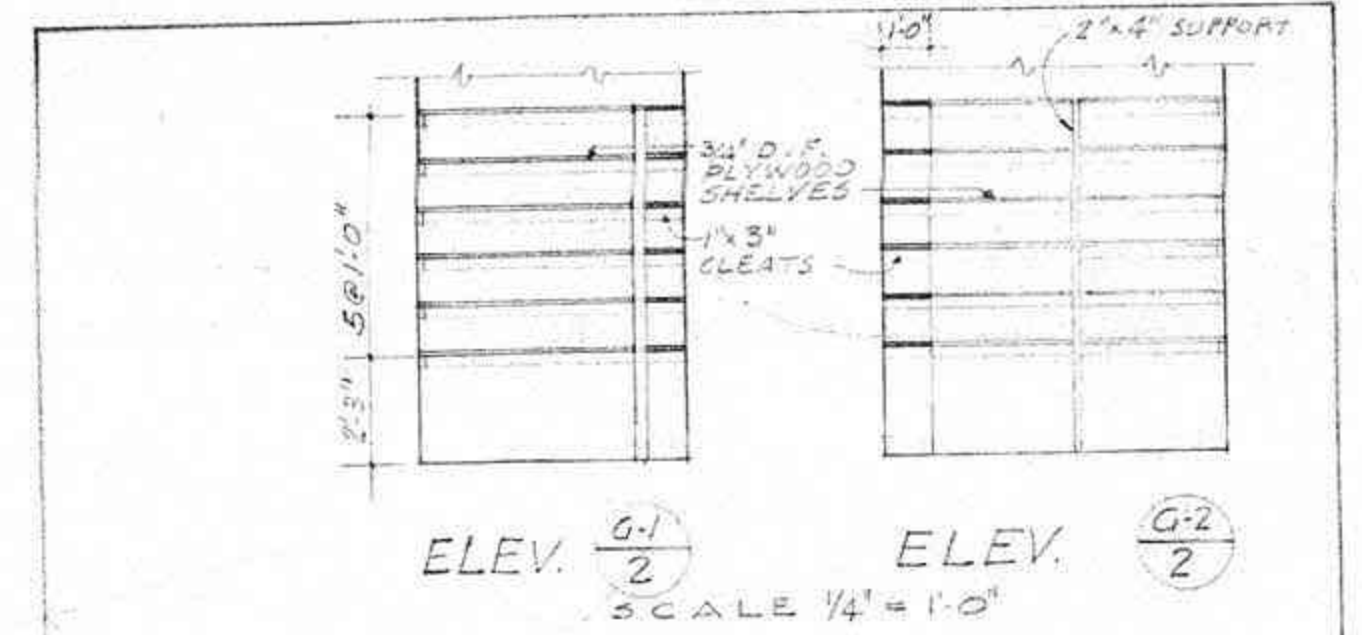 1'-0"
2"x4" SUPPORT
3/4" D.F.
PLYWOOD
SHELVES
1"x 3"
CLEATS
5@1'-0"
2'-3"
ELEV. G-1
2
ELEV. G-2
2
SCALE 1/4" = 1'-0"